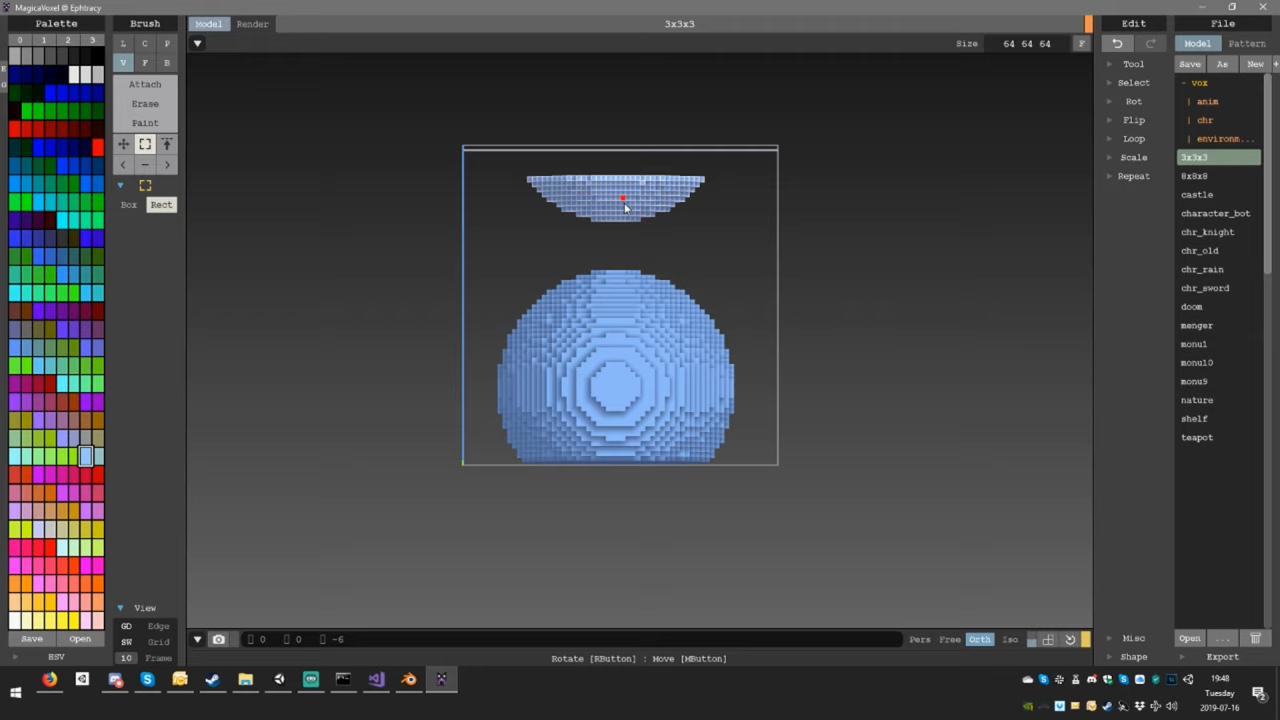 MagicaVoxel @ Ephtracy
Palette
0 1 2 3
Save Open
HSV
Brush
L C P
V F B
Attach
Erase
Paint
Box Rect
View
GD Edge
SW Grid
10 Frame
Model Render
3x3x3
Size 64 64 64 F
0 0 -6
Pers Free Orth Iso
Rotate [RButton] : Move [MButton]
Edit
Tool
Select
Rot
Flip
Loop
Scale
Repeat
Misc
Shape
File
Model Pattern
Save As New +
- vox
| anim
| chr
| environm...
3x3x3
8x8x8
castle
character_bot
chr_knight
chr_old
chr_rain
chr_sword
doom
menger
monu1
monu10
monu9
nature
shelf
teapot
Open ...
Export
19:48
Tuesday
2019-07-16